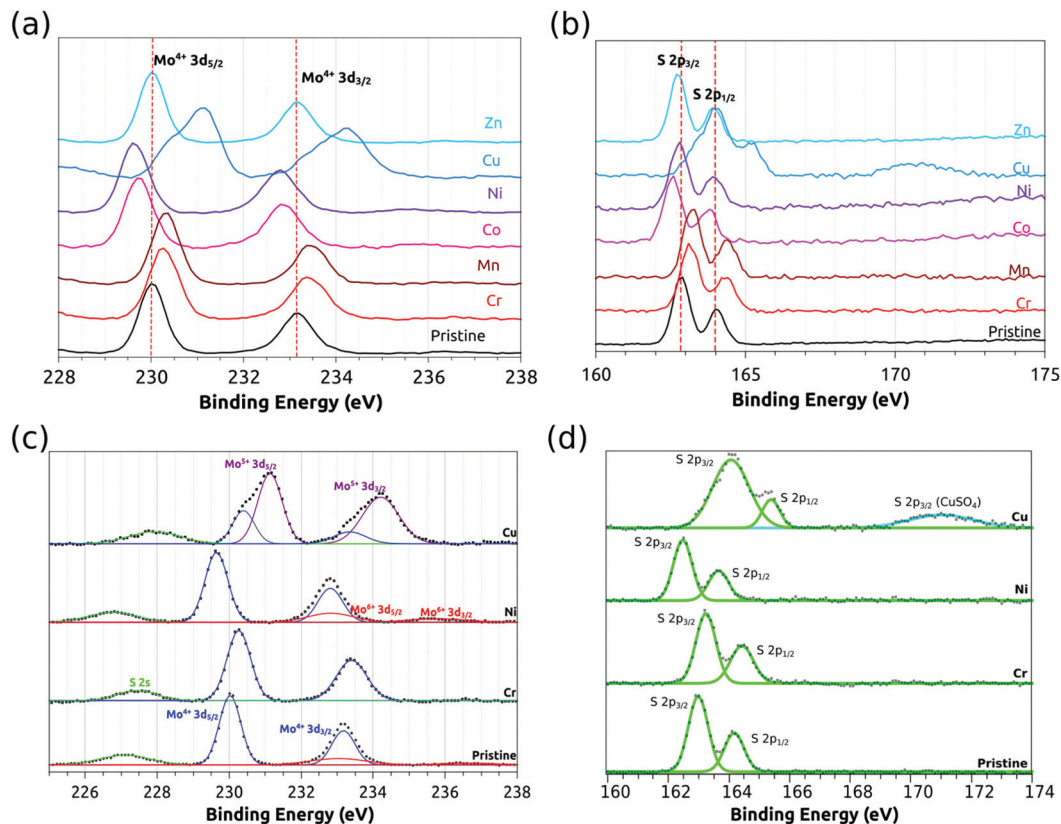 (a)
Mo⁴⁺ 3d₅/₂
Mo⁴⁺ 3d₃/₂
Zn
Cu
Ni
Co
Mn
Cr
Pristine
228 230 232 234 236 238
Binding Energy (eV)
(b)
S 2p₃/₂
S 2p₁/₂
Zn
Cu
Ni
Co
Mn
Cr
Pristine
160 165 170 175
Binding Energy (eV)
(c)
Mo⁵⁺ 3d₅/₂
Mo⁵⁺ 3d₃/₂
Cu
Ni
Mo⁶⁺ 3d₅/₂
Mo⁶⁺ 3d₃/₂
S 2s
Cr
Mo⁴⁺ 3d₅/₂
Mo⁴⁺ 3d₃/₂
Pristine
226 228 230 232 234 236 238
Binding Energy (eV)
(d)
S 2p₃/₂
S 2p₁/₂
S 2p₃/₂ (CuSO₄)
Cu
S 2p₃/₂
S 2p₁/₂
Ni
S 2p₃/₂
S 2p₁/₂
Cr
S 2p₃/₂
S 2p₁/₂
Pristine
160 162 164 166 168 170 172 174
Binding Energy (eV)